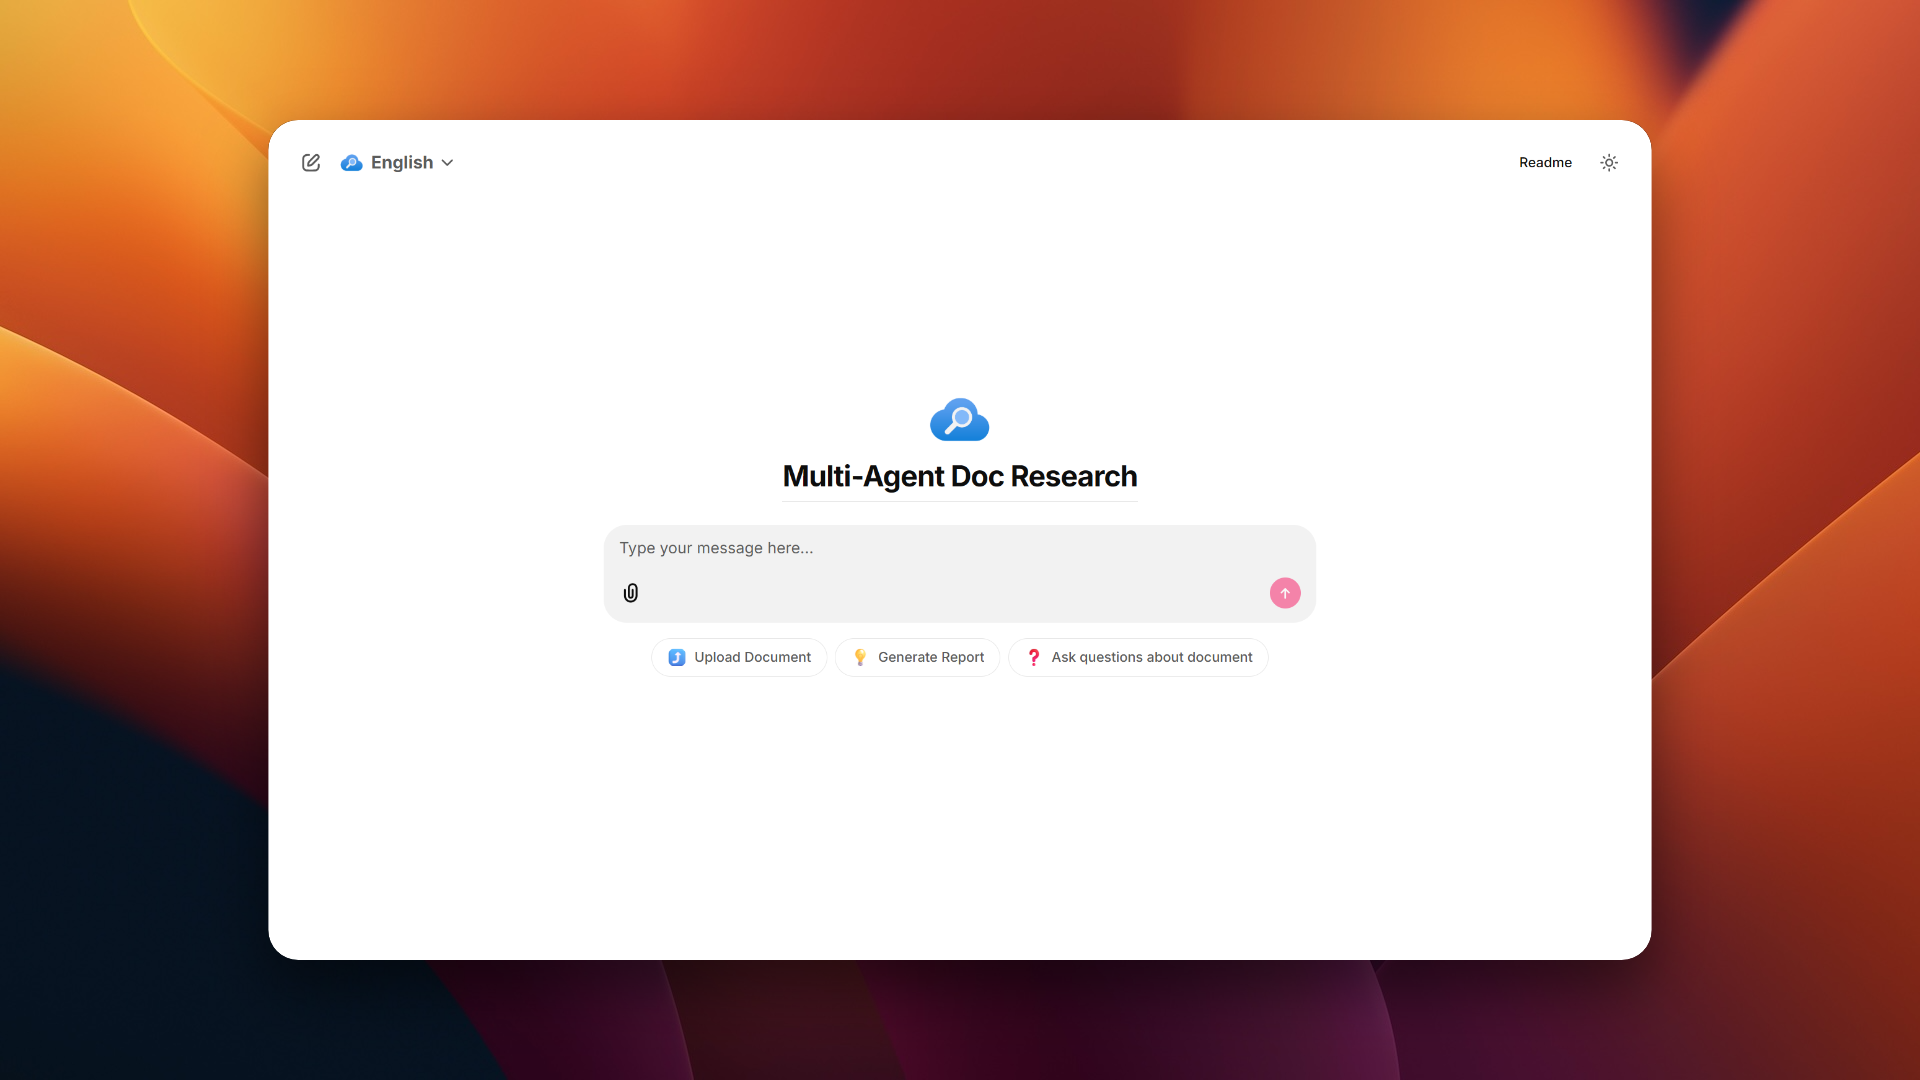 English
Readme
Multi-Agent Doc Research
Type your message here...
Upload Document
Generate Report
Ask questions about document